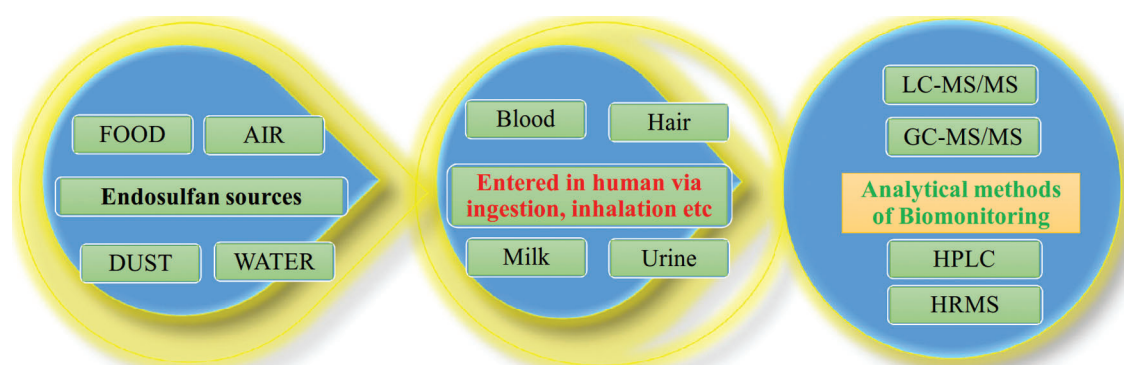 FOOD
AIR
Endosulfan sources
DUST
WATER
Blood
Hair
Entered in human via
ingestion, inhalation etc
Milk
Urine
LC-MS/MS
GC-MS/MS
Analytical methods
of Biomonitoring
HPLC
HRMS